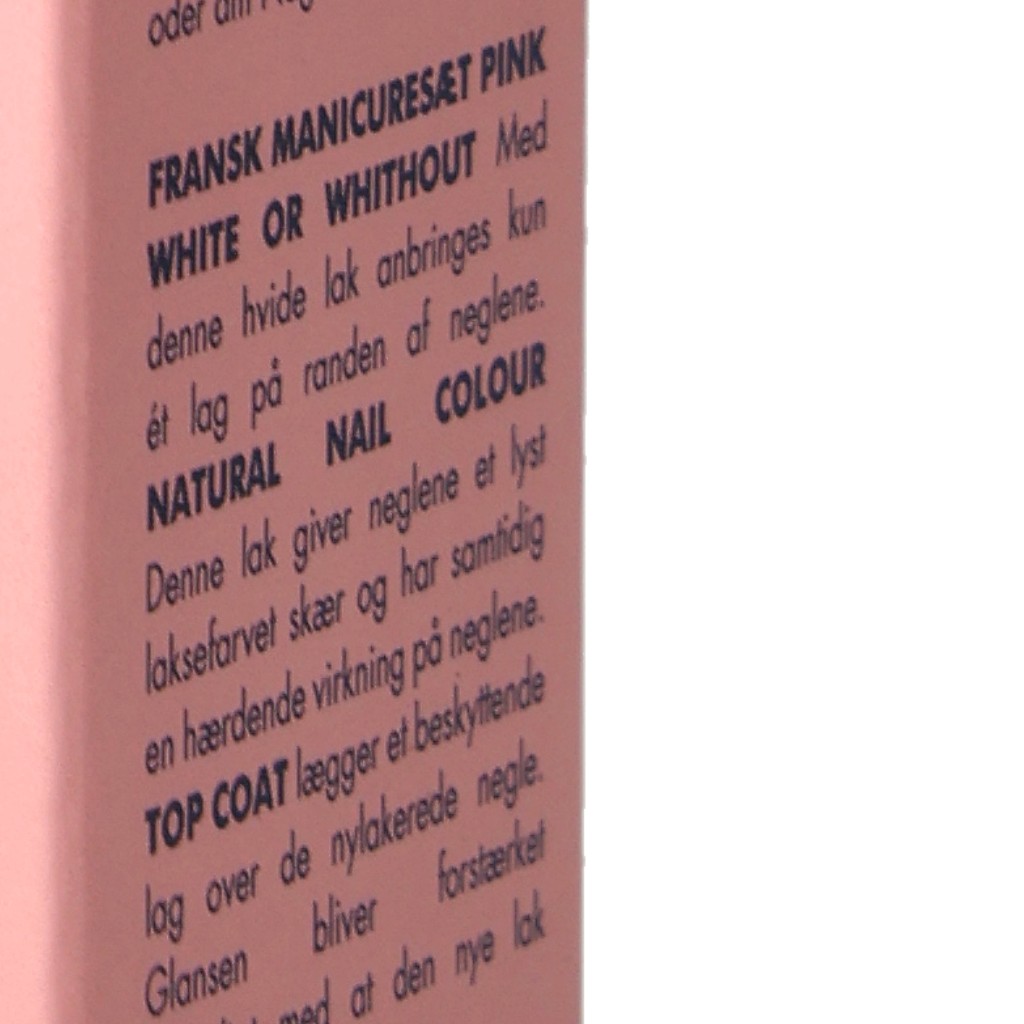 oder am
FRANSK MANICURESÆT PINK
WHITE OR WHITHOUT Med
denne hvide lak anbringes kun
ét lag på randen af neglene.
NATURAL NAIL COLOUR
Denne lak giver neglene et lyst
laksefarvet skær og har samtidig
en hærdende virkning på neglene.
TOP COAT lægger et beskyttende
lag over de nylakerede negle.
Glansen bliver forstærket
med at den nye lak